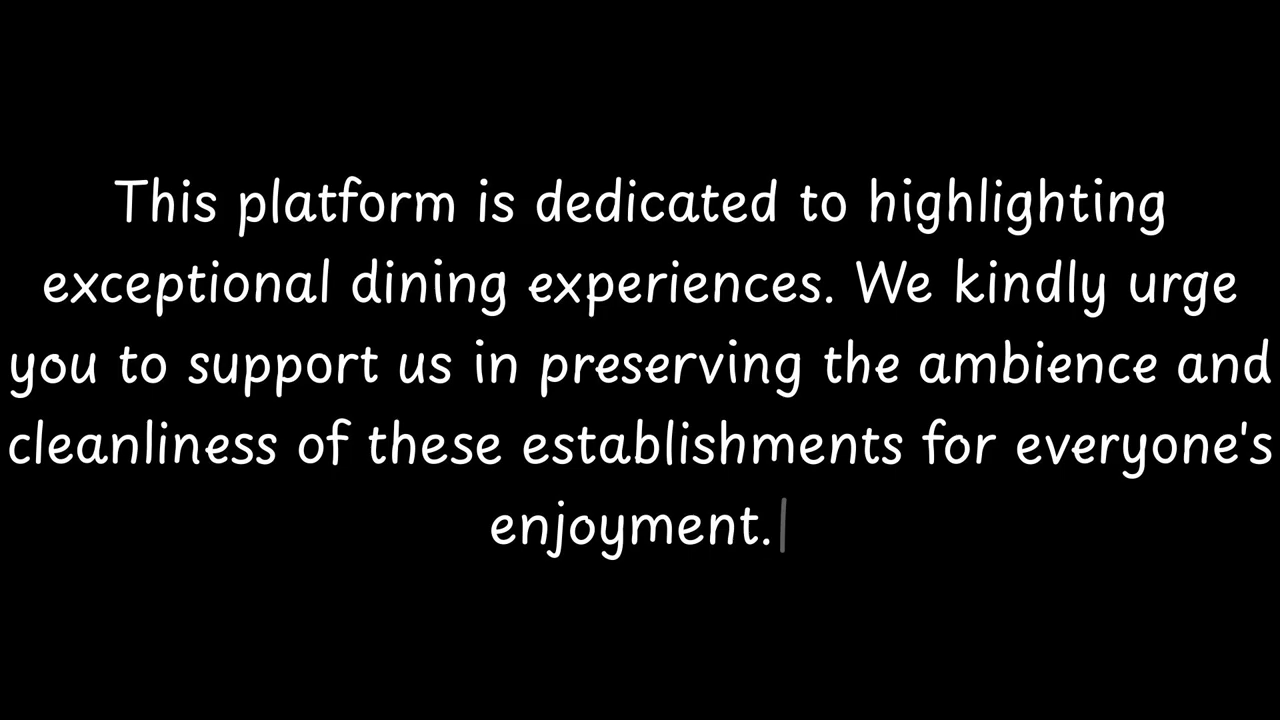 This platform is dedicated to highlighting
exceptional dining experiences. We kindly urge
you to support us in preserving the ambience and
cleanliness of these establishments for everyone's
enjoyment.